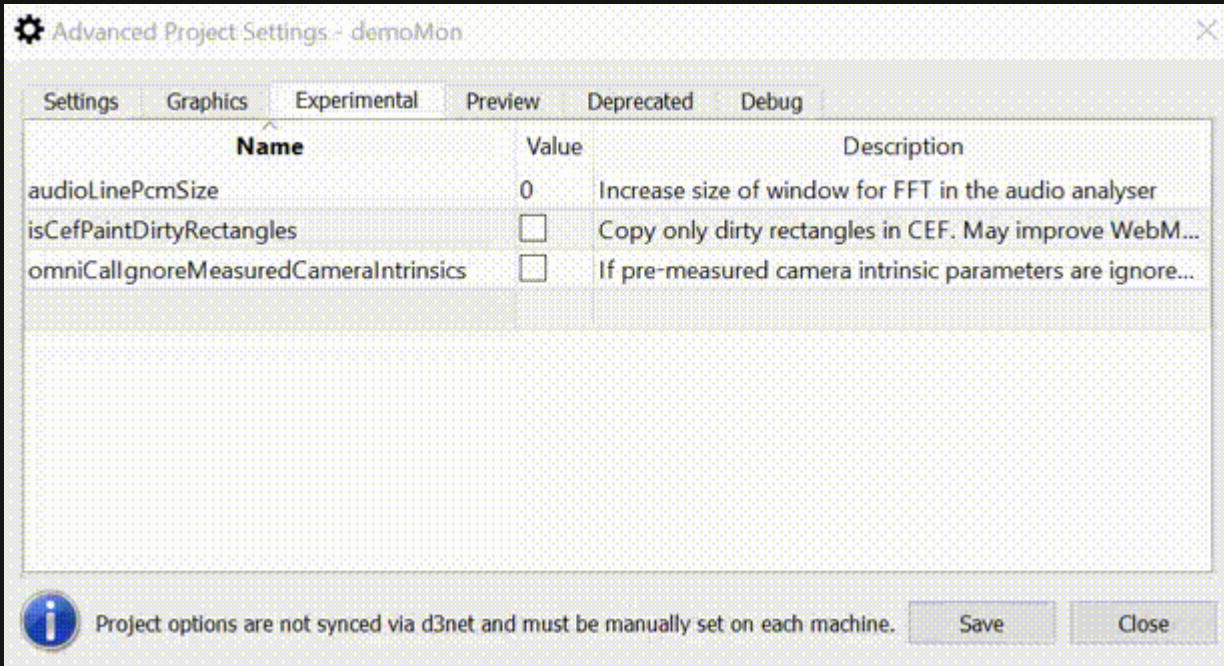 Advanced Project Settings - demoMon
Settings Graphics Experimental Preview Deprecated Debug
Name Value Description
audioLinePcmSize 0 Increase size of window for FFT in the audio analyser
isCefPaintDirtyRectangles Copy only dirty rectangles in CEF. May improve WebM...
omniCalIgnoreMeasuredCameraIntrinsics If pre-measured camera intrinsic parameters are ignore...
Project options are not synced via d3net and must be manually set on each machine. Save Close